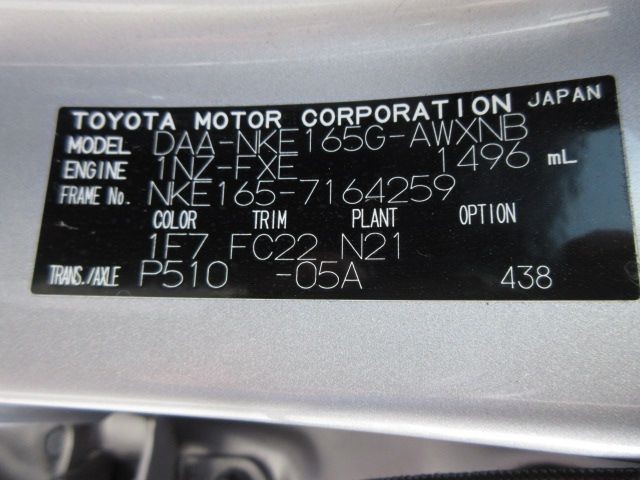 TOYOTA MOTOR CORPORATION JAPAN
MODEL DAA-NKE165G-AWXNB
ENGINE 1NZ-FXE 1496 mL
FRAME No. NKE165-7164259
COLOR TRIM PLANT OPTION
1F7 FC22 N21
TRANS./AXLE P510 -05A 438